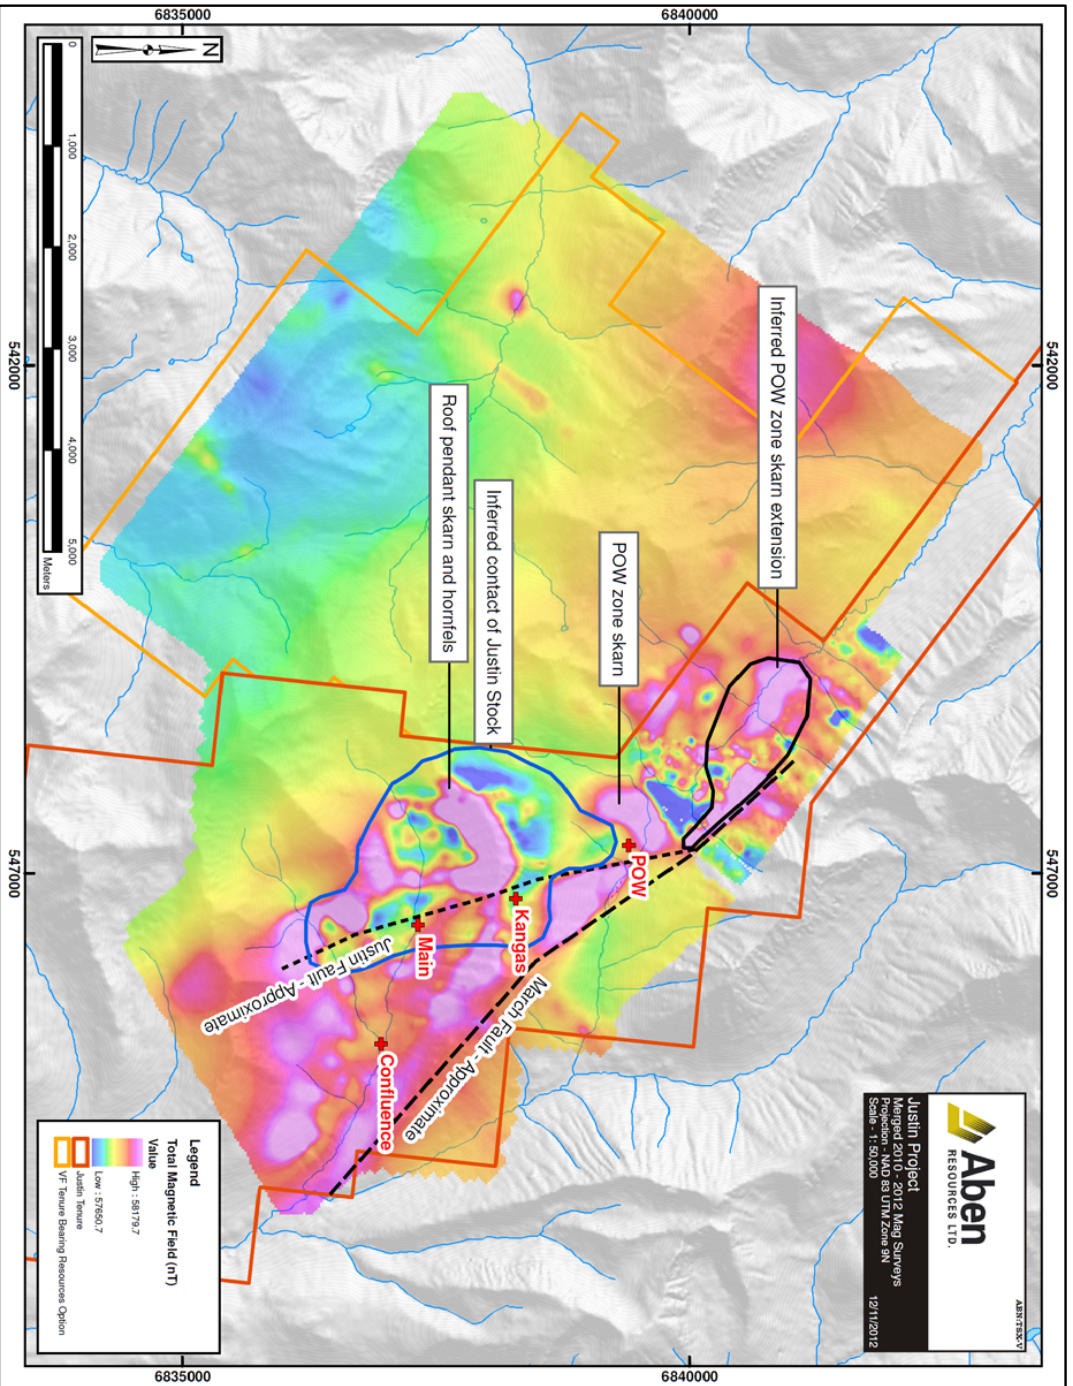 6835000
6840000
542000
547000
542000
547000
6835000
6840000
N
0
1,000
2,000
3,000
4,000
5,000
Meters
Inferred POW zone skarn extension
POW zone skarn
Inferred contact of Justin Stock
Roof pendant skarn and hornfels
POW
Kangas
Main
Confluence
Justin Fault - Approximate
March Fault - Approximate
ABN:TSX-V
Aben
RESOURCES LTD.
Justin Project
Merged 2010 - 2012 Mag Surveys
Projection - NAD 83 UTM Zone 9N
Scale - 1: 50,000 12/11/2012
Legend
Total Magnetic Field (nT)
Value
High : 58179.7
Low : 57650.7
Justin Tenure
VF Tenure Bearing Resources Option